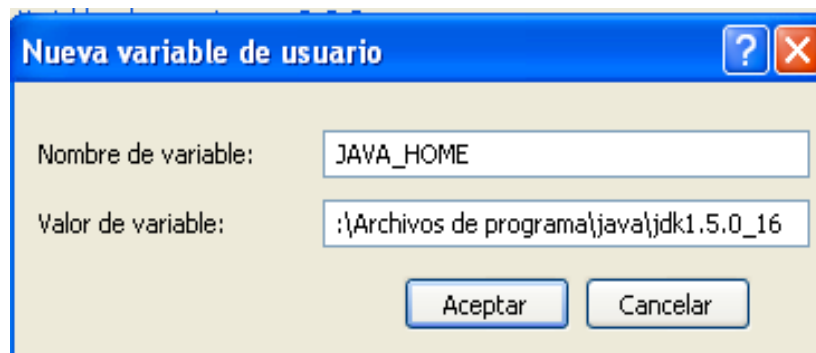 Nueva variable de usuario
Nombre de variable: JAVA_HOME
Valor de variable: :\Archivos de programa\java\jdk1.5.0_16
Aceptar Cancelar